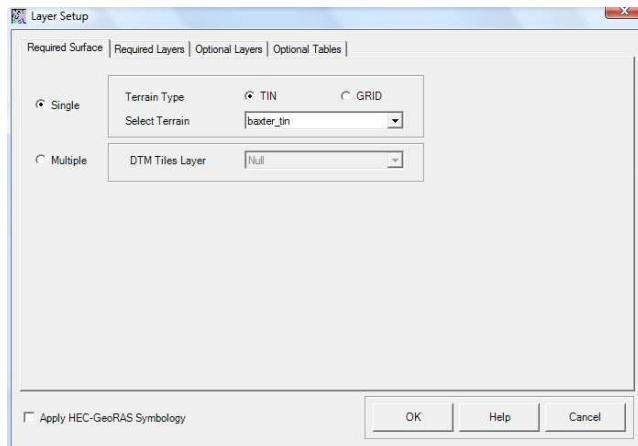 Layer Setup
Required Surface Required Layers Optional Layers Optional Tables
Single
Terrain Type TIN GRID
Select Terrain baxter_tin
Multiple DTM Tiles Layer Null
Apply HEC-GeoRAS Symbology OK Help Cancel